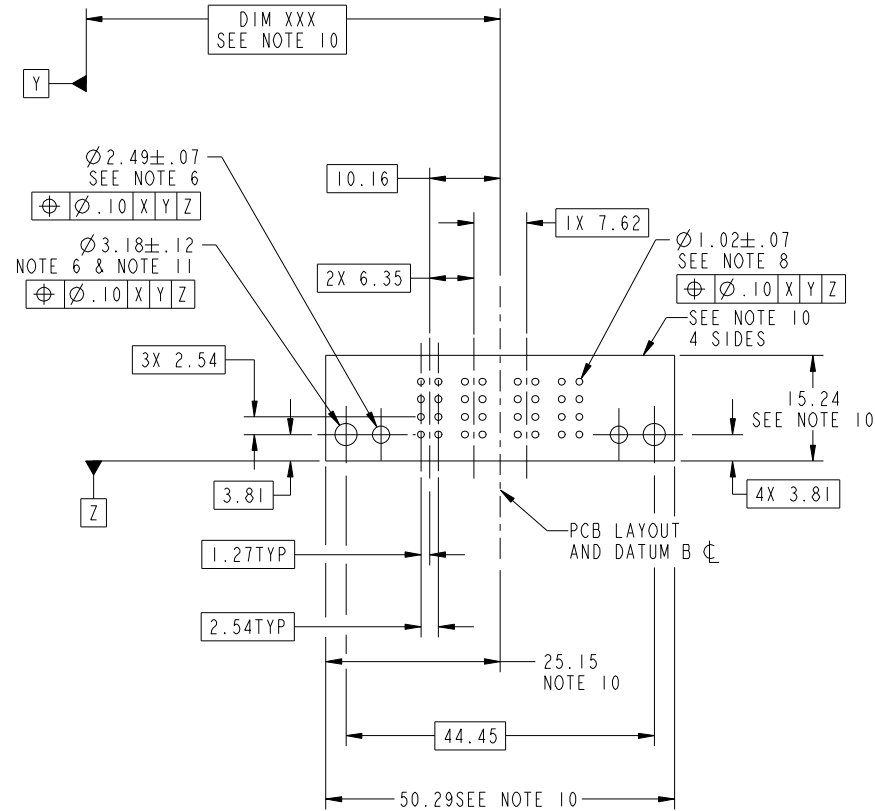 DIM XXX
SEE NOTE 10
Y
Ø2.49±.07
SEE NOTE 6
⌖ Ø.10 X Y Z
10.16
1X 7.62
Ø3.18±.12
NOTE 6 & NOTE 11
⌖ Ø.10 X Y Z
2X 6.35
Ø1.02±.07
SEE NOTE 8
⌖ Ø.10 X Y Z
SEE NOTE 10
4 SIDES
3X 2.54
15.24
SEE NOTE 10
3.81
4X 3.81
Z
PCB LAYOUT
AND DATUM B ℄
1.27TYP
2.54TYP
25.15
NOTE 10
44.45
50.29SEE NOTE 10